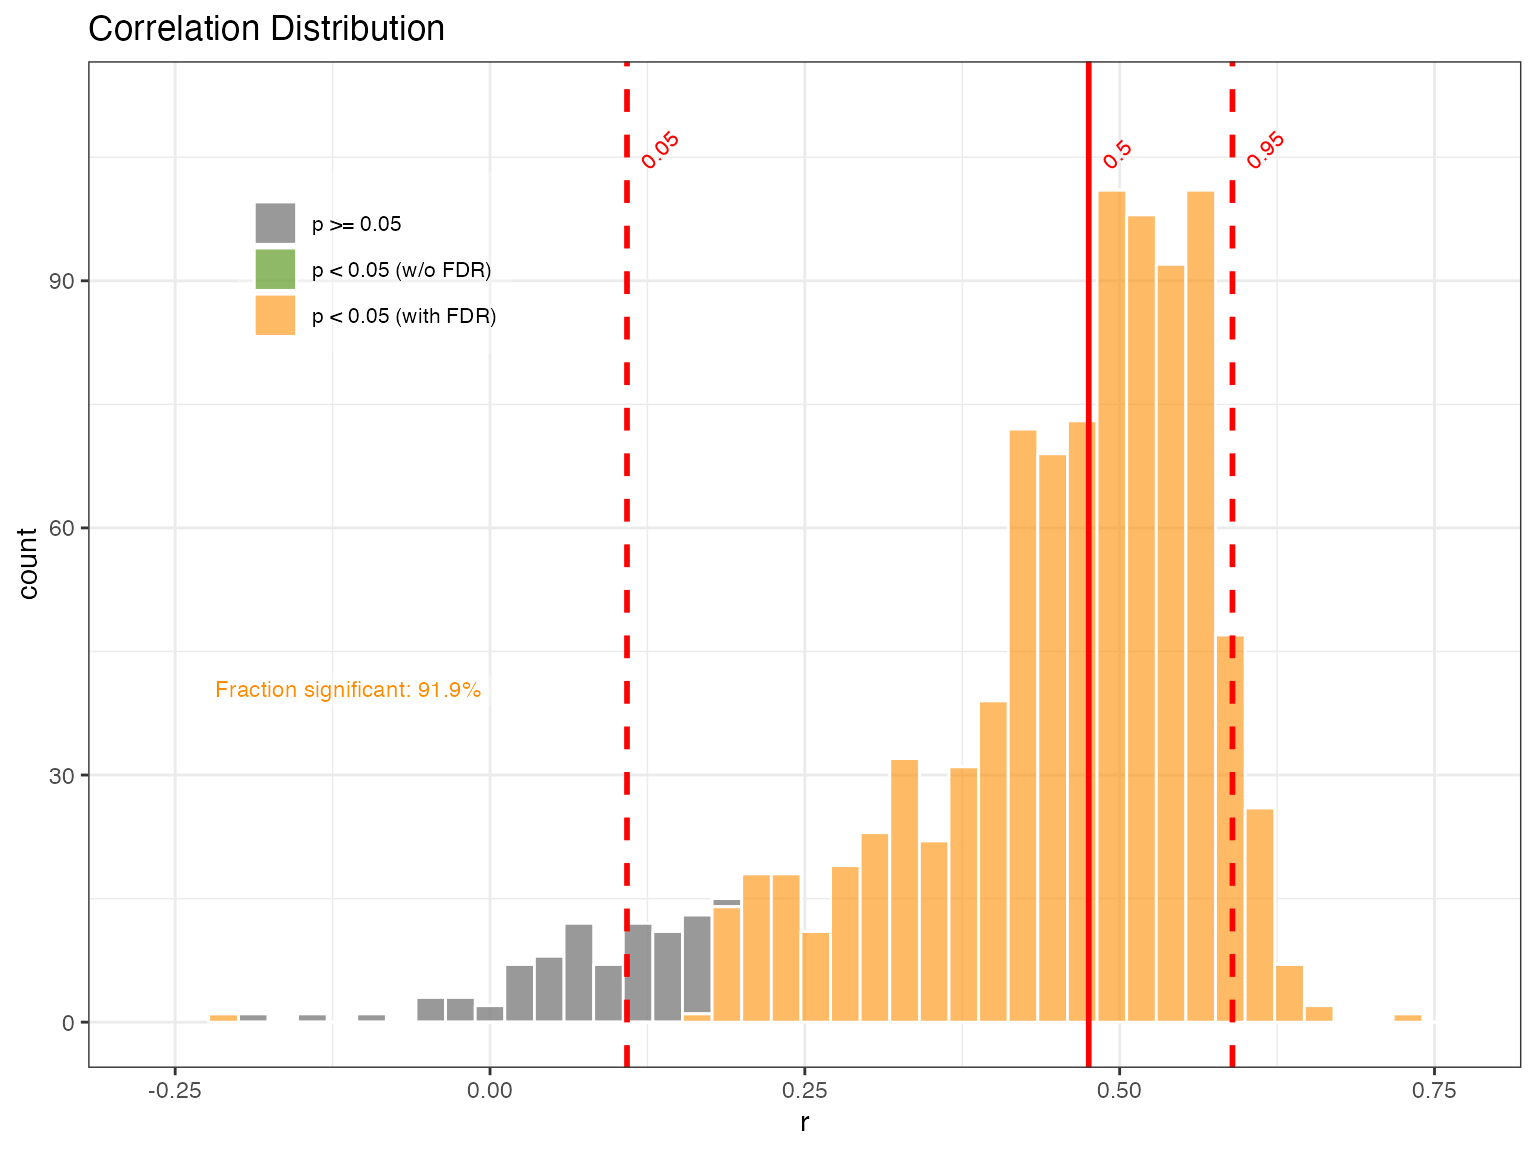 Correlation Distribution
0.05
0.5
0.95
p >= 0.05
p < 0.05 (w/o FDR)
p < 0.05 (with FDR)
Fraction significant: 91.9%
count
90
60
30
0
-0.25
0.00
0.25
0.50
0.75
r